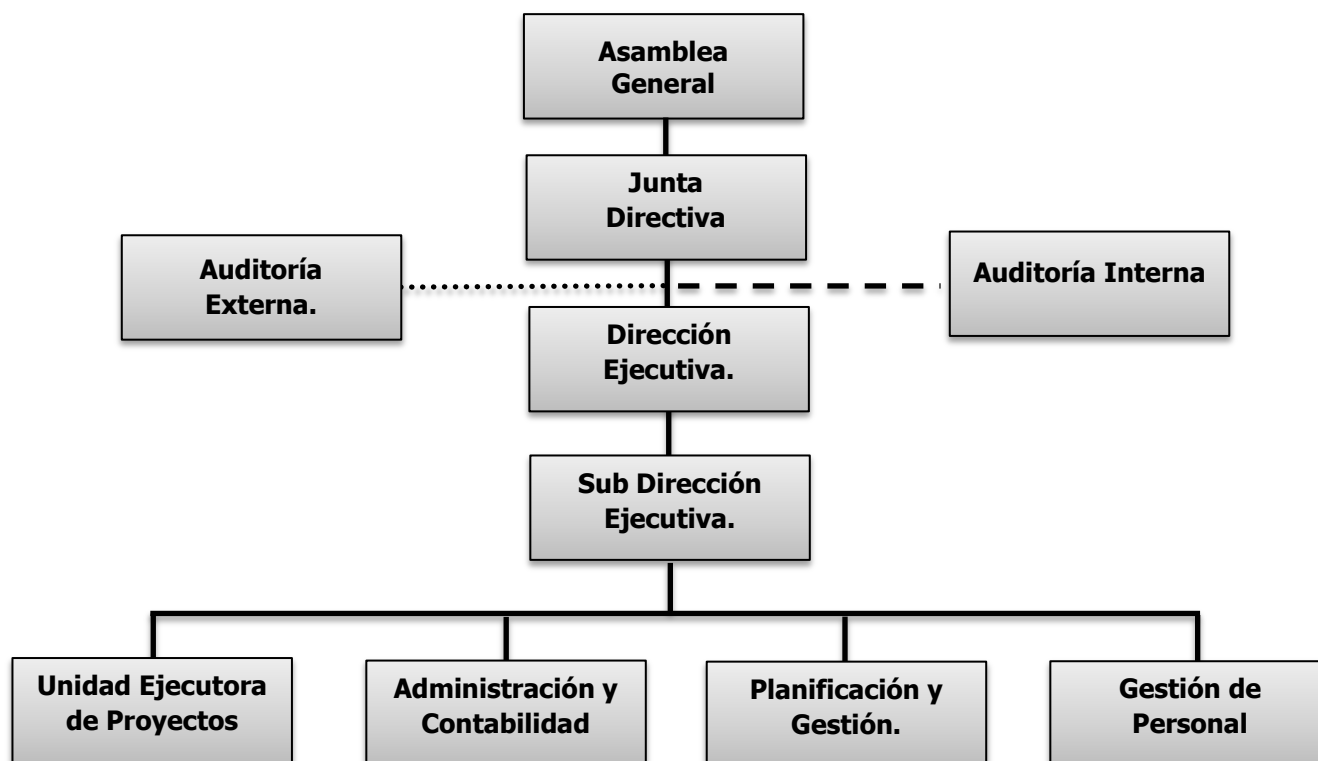 Asamblea
General
Junta
Directiva
Auditoría
Externa.
Auditoría Interna
Dirección
Ejecutiva.
Sub Dirección
Ejecutiva.
Unidad Ejecutora
de Proyectos
Administración y
Contabilidad
Planificación y
Gestión.
Gestión de
Personal